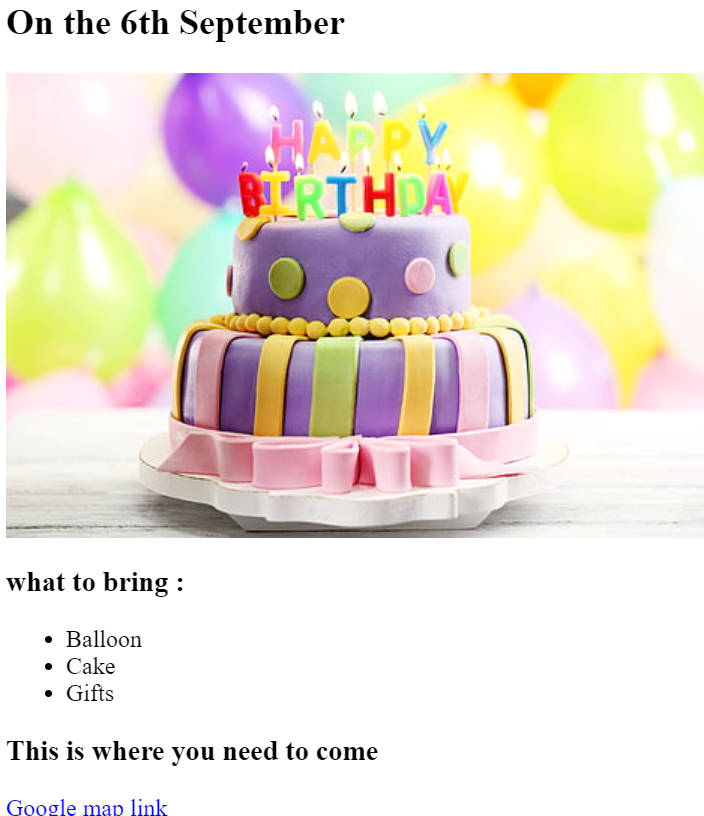 On the 6th September
HAPPY
BIRTHDAY
what to bring :
Balloon
Cake
Gifts
This is where you need to come
Google map link